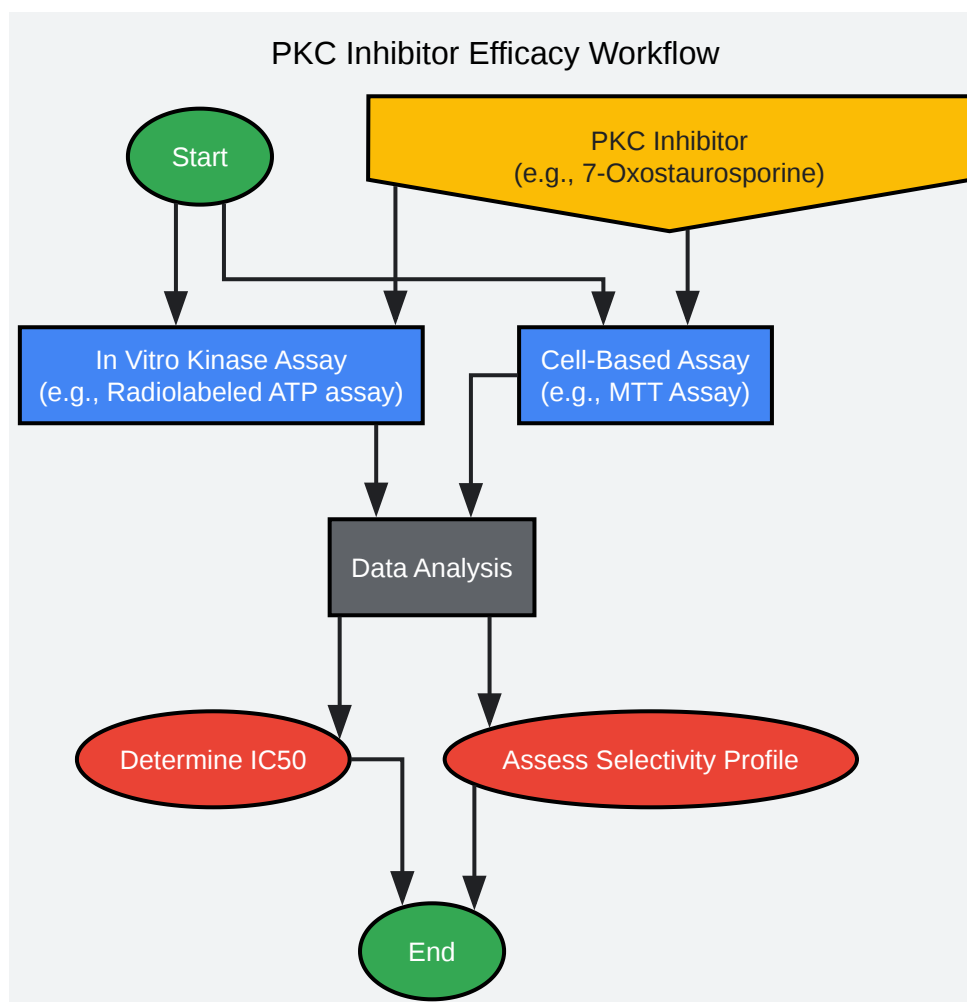 PKC Inhibitor Efficacy Workflow
Start
PKC Inhibitor
(e.g., 7-Oxostaurosporine)
In Vitro Kinase Assay
(e.g., Radiolabeled ATP assay)
Cell-Based Assay
(e.g., MTT Assay)
Data Analysis
Determine IC50
Assess Selectivity Profile
End